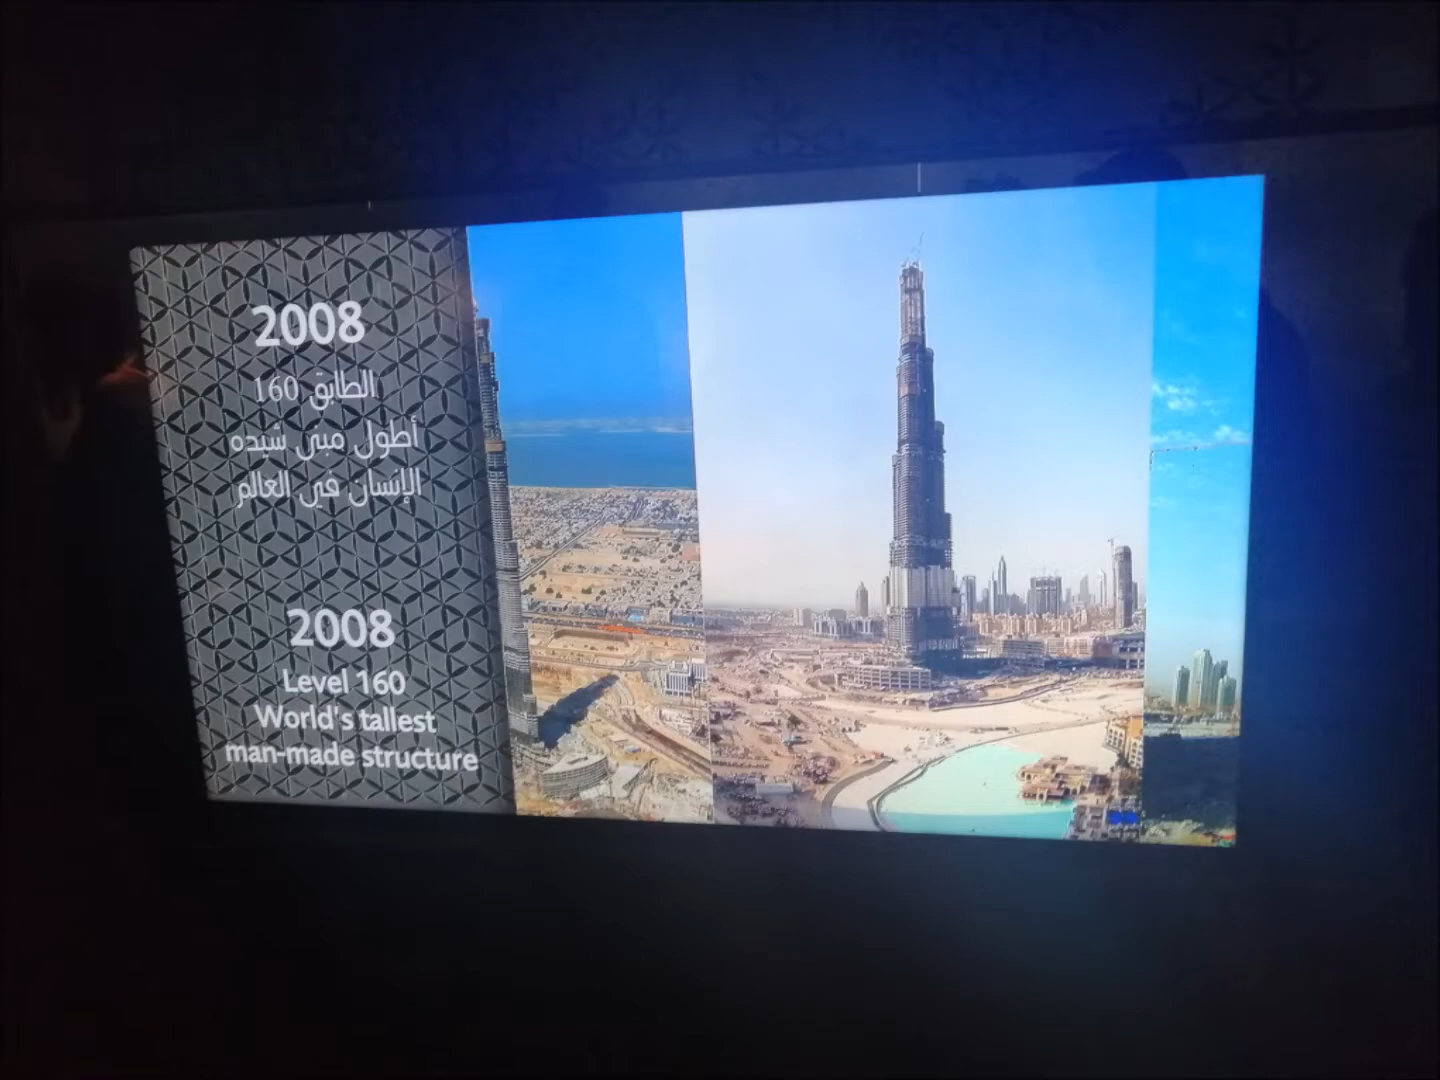 2008
الطابق 160
أطول مبنى شيده
الإنسان في العالم
2008
Level 160
World's tallest
man-made structure